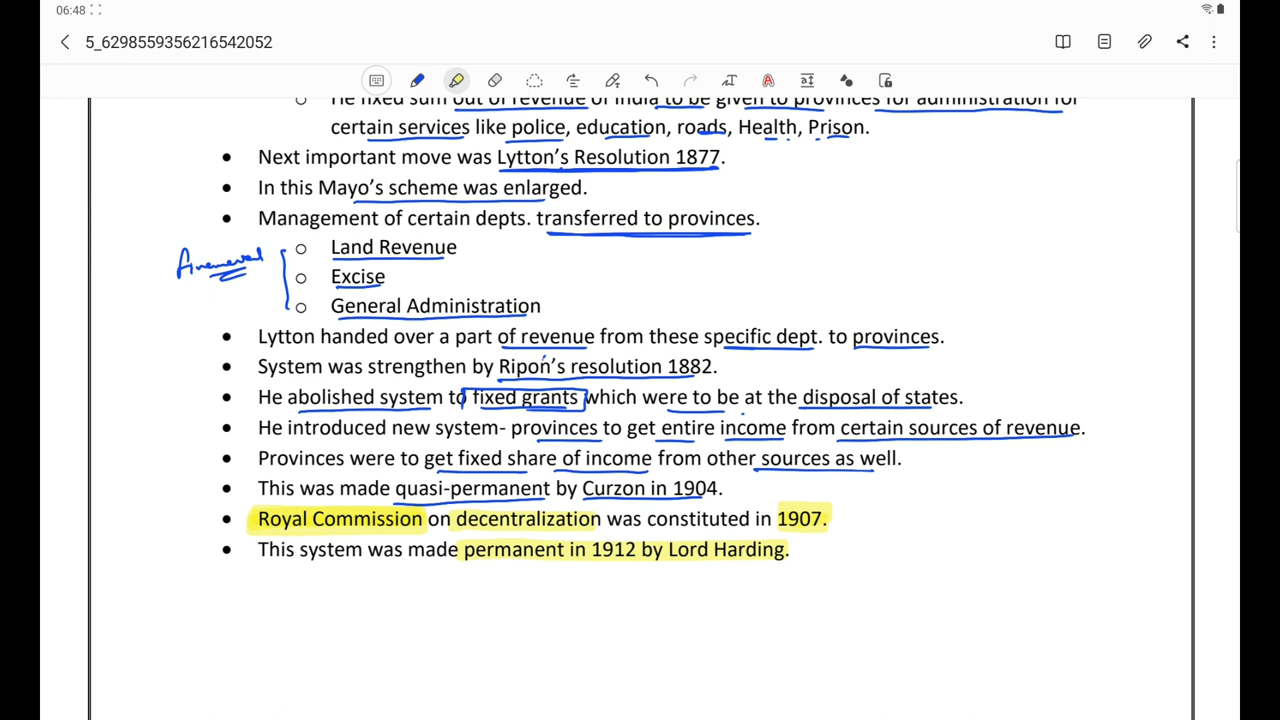 06:48
5_6298559356216542052
He fixed sum out of revenue of India to be given to provinces for administration for
certain services like police, education, roads, Health, Prison.
• Next important move was Lytton's Resolution 1877.
• In this Mayo's scheme was enlarged.
• Management of certain depts. transferred to provinces.
o Land Revenue
o Excise
o General Administration
• Lytton handed over a part of revenue from these specific dept. to provinces.
• System was strengthen by Ripon's resolution 1882.
• He abolished system to fixed grants which were to be at the disposal of states.
• He introduced new system- provinces to get entire income from certain sources of revenue.
• Provinces were to get fixed share of income from other sources as well.
• This was made quasi-permanent by Curzon in 1904.
• Royal Commission on decentralization was constituted in 1907.
• This system was made permanent in 1912 by Lord Harding.